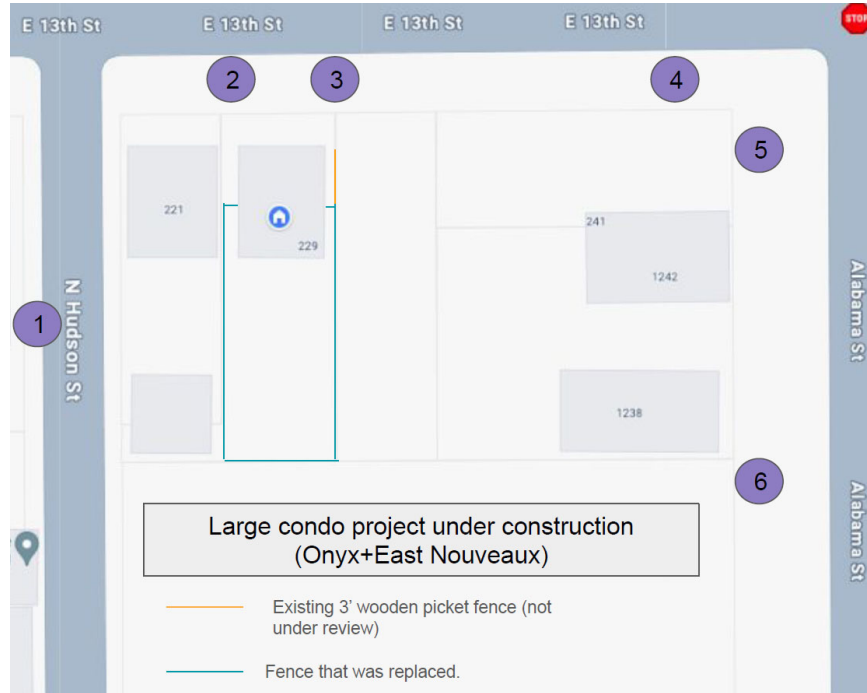 E 13th St
E 13th St
E 13th St
E 13th St
STOP
2
3
4
5
221
229
241
1242
1
N Hudson St
Alabama St
1238
6
Alabama St
Large condo project under construction
(Onyx+East Nouveaux)
Existing 3’ wooden picket fence (not
under review)
Fence that was replaced.